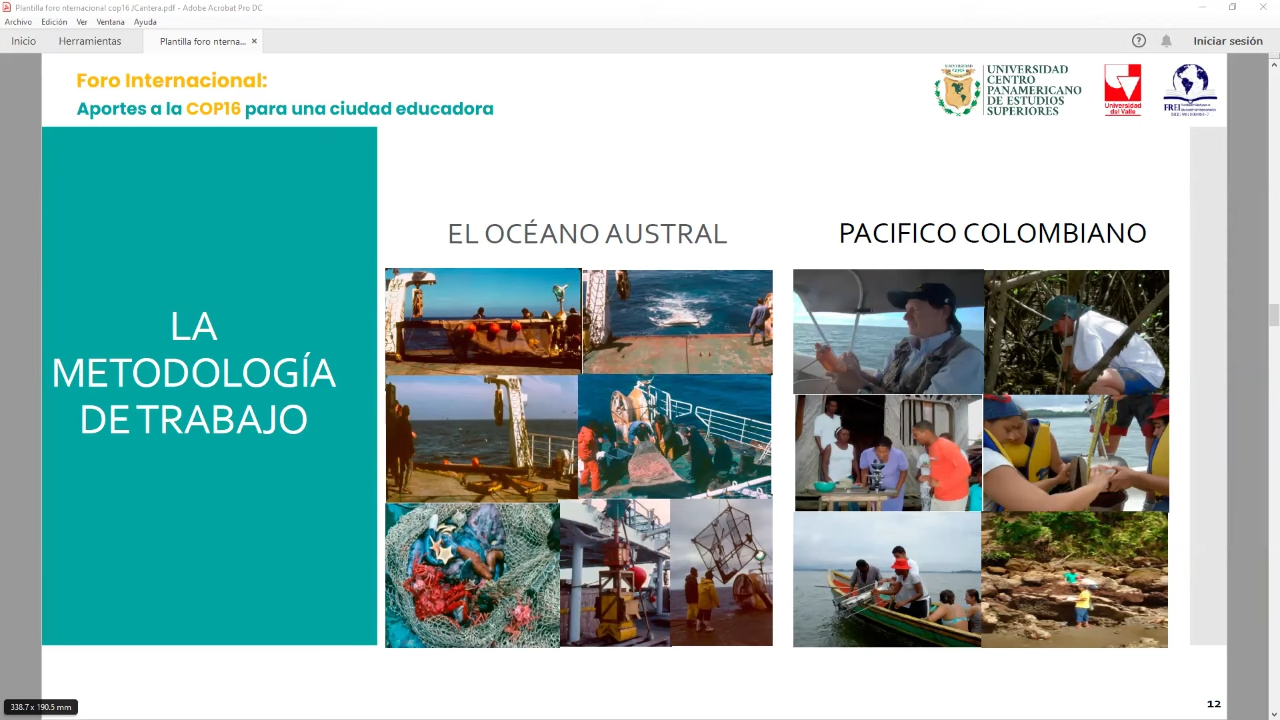 Plantilla foro nternacional cop16 JCantera.pdf - Adobe Acrobat Pro DC
Archivo Edición Ver Ventana Ayuda
Inicio Herramientas Plantilla foro nterna... × Iniciar sesión
Foro Internacional:
Aportes a la COP16 para una ciudad educadora
UNIVERSIDAD
CENTRO
PANAMERICANO
DE ESTUDIOS
SUPERIORES
Universidad
del Valle
FREI
LA
METODOLOGÍA
DE TRABAJO
EL OCÉANO AUSTRAL
PACIFICO COLOMBIANO
338.7 x 190.5 mm
12